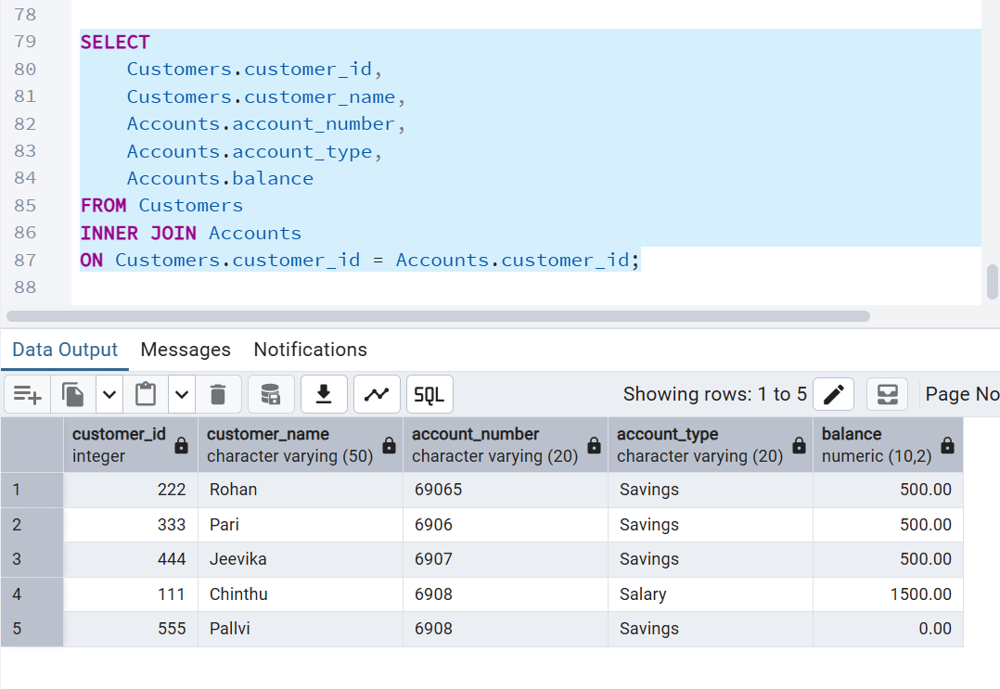 78
79 SELECT
80 Customers.customer_id,
81 Customers.customer_name,
82 Accounts.account_number,
83 Accounts.account_type,
84 Accounts.balance
85 FROM Customers
86 INNER JOIN Accounts
87 ON Customers.customer_id = Accounts.customer_id;
88
Data Output Messages Notifications
SQL Showing rows: 1 to 5 Page No
customer_id customer_name account_number account_type balance
integer character varying (50) character varying (20) character varying (20) numeric (10,2)
1 222 Rohan 69065 Savings 500.00
2 333 Pari 6906 Savings 500.00
3 444 Jeevika 6907 Savings 500.00
4 111 Chinthu 6908 Salary 1500.00
5 555 Pallvi 6908 Savings 0.00